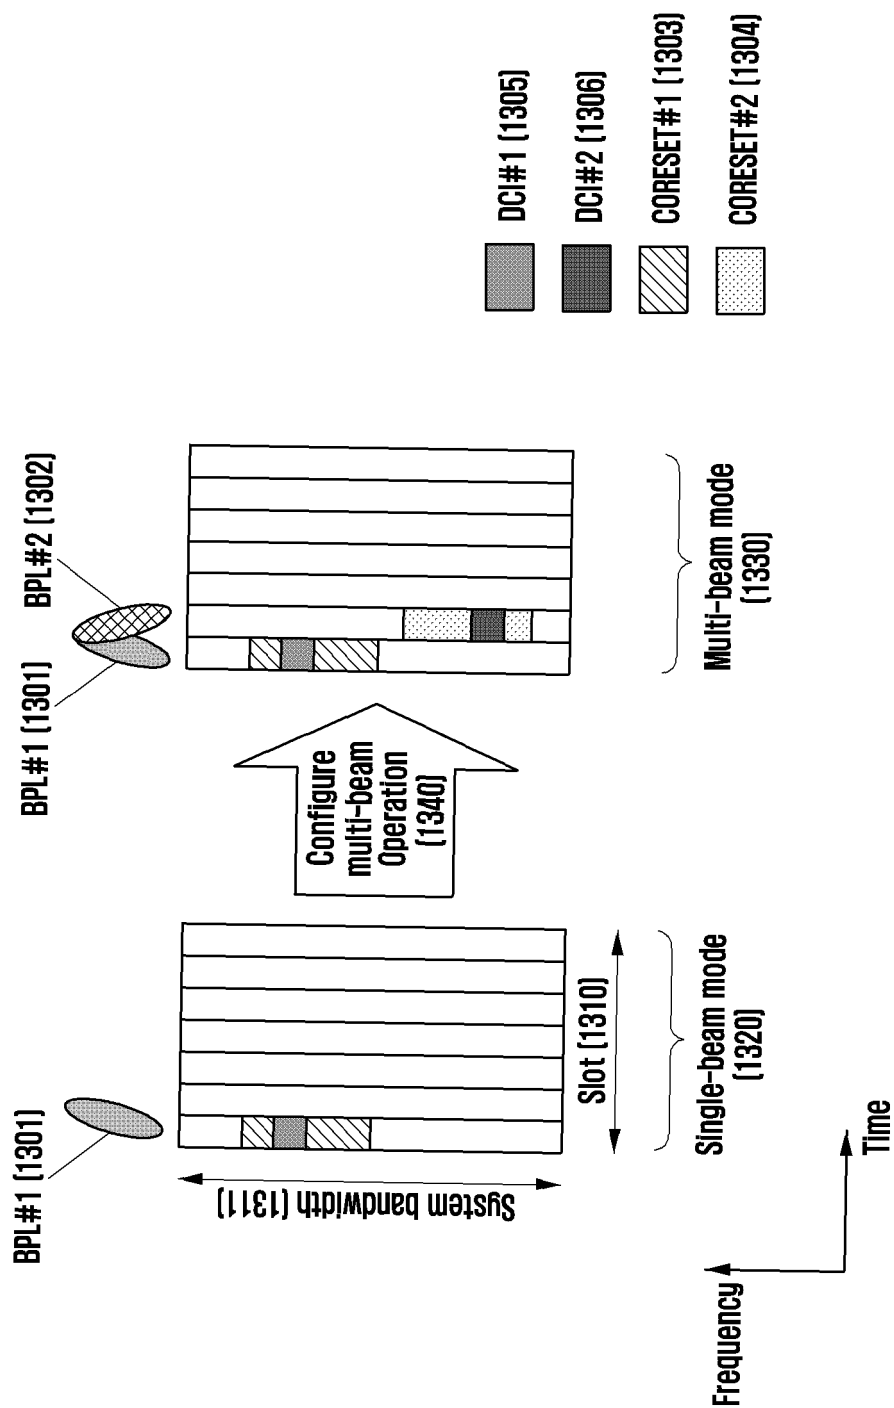 BPL#1 (1301)
BPL#1 (1301)
BPL#2 (1302)
System bandwidth (1311)
Configure
multi-beam
Operation
(1340)
Slot (1310)
Single-beam mode
(1320)
Multi-beam mode
(1330)
DCI#1 (1305)
DCI#2 (1306)
CORESET#1 (1303)
CORESET#2 (1304)
Frequency
Time